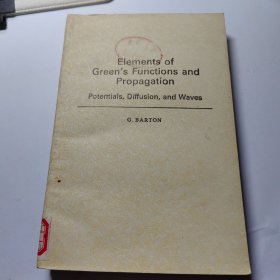 Elements of
Green's Functions and
Propagation
Potentials, Diffusion, and Waves
G. BARTON